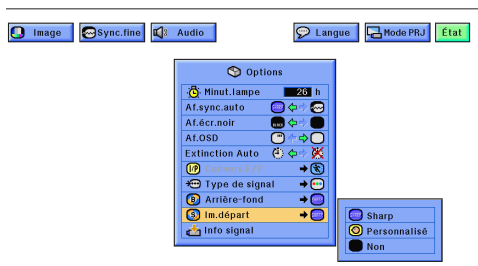 Image Sync.fine Audio Langue Mode PRJ État
Options
Minut.lampe 26 h
Af.sync.auto
Af.écr.noir
Af.OSD
Extinction Auto
I/P
Type de signal
B Arrière-fond
S Im.départ
Info signal
Sharp
Personnalisé
Non